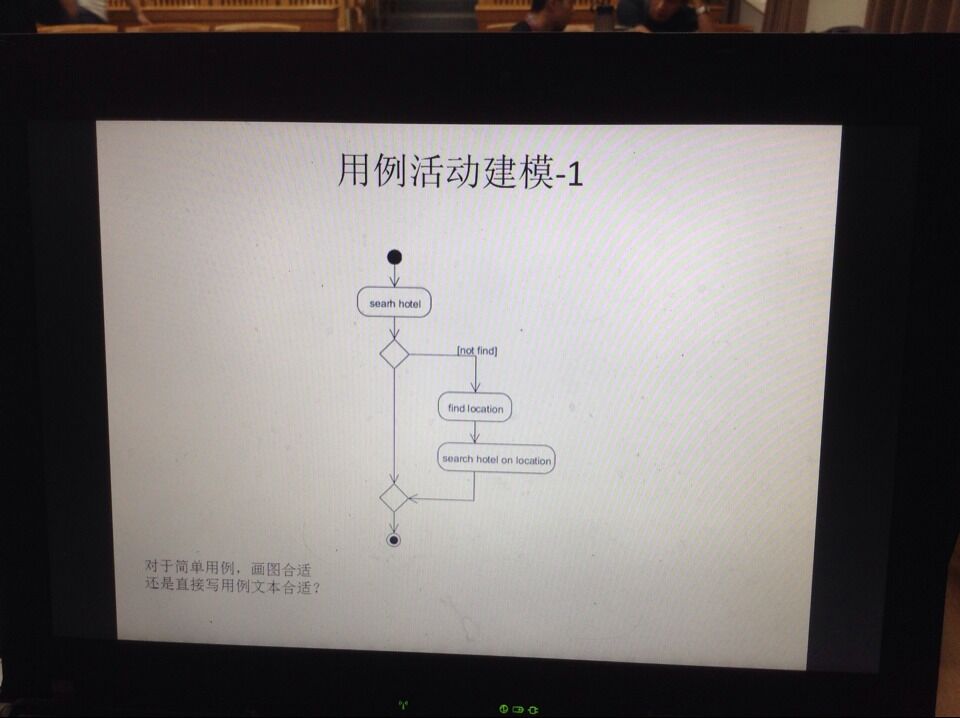 用例活动建模-1
searh hotel
[not find]
find location
search hotel on location
对于简单用例，画图合适
还是直接写用例文本合适？